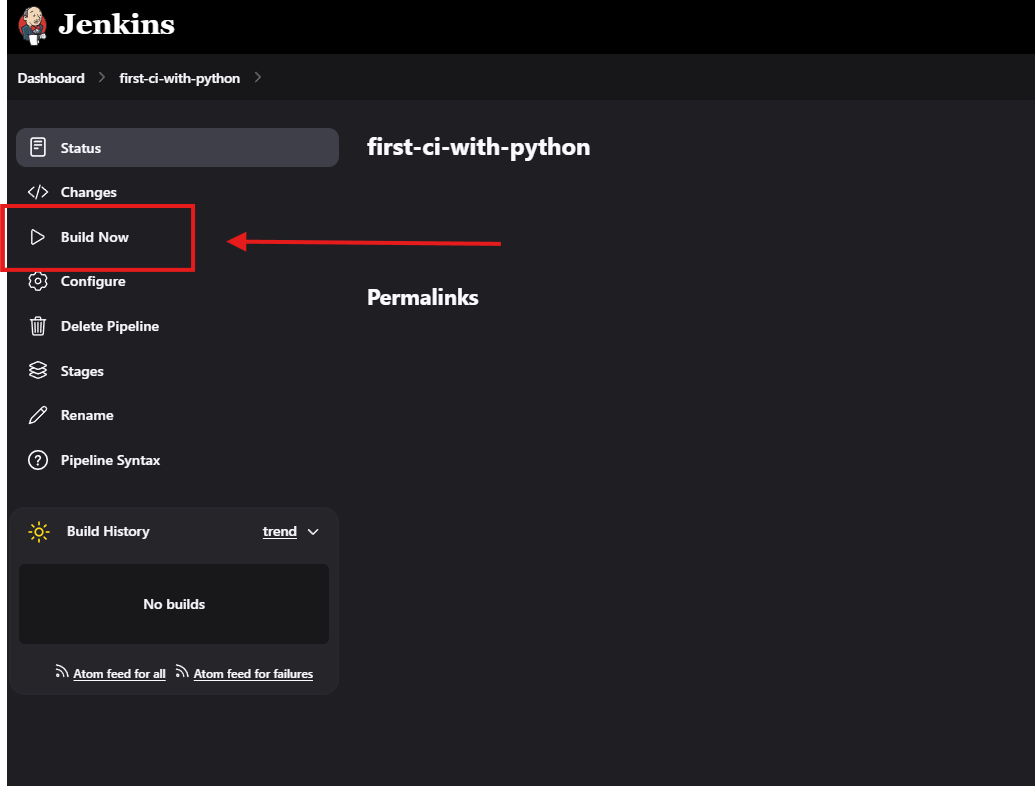 Jenkins
Dashboard > first-ci-with-python >
Status
first-ci-with-python
Changes
Build Now
Configure
Permalinks
Delete Pipeline
Stages
Rename
Pipeline Syntax
Build History trend
No builds
Atom feed for all Atom feed for failures